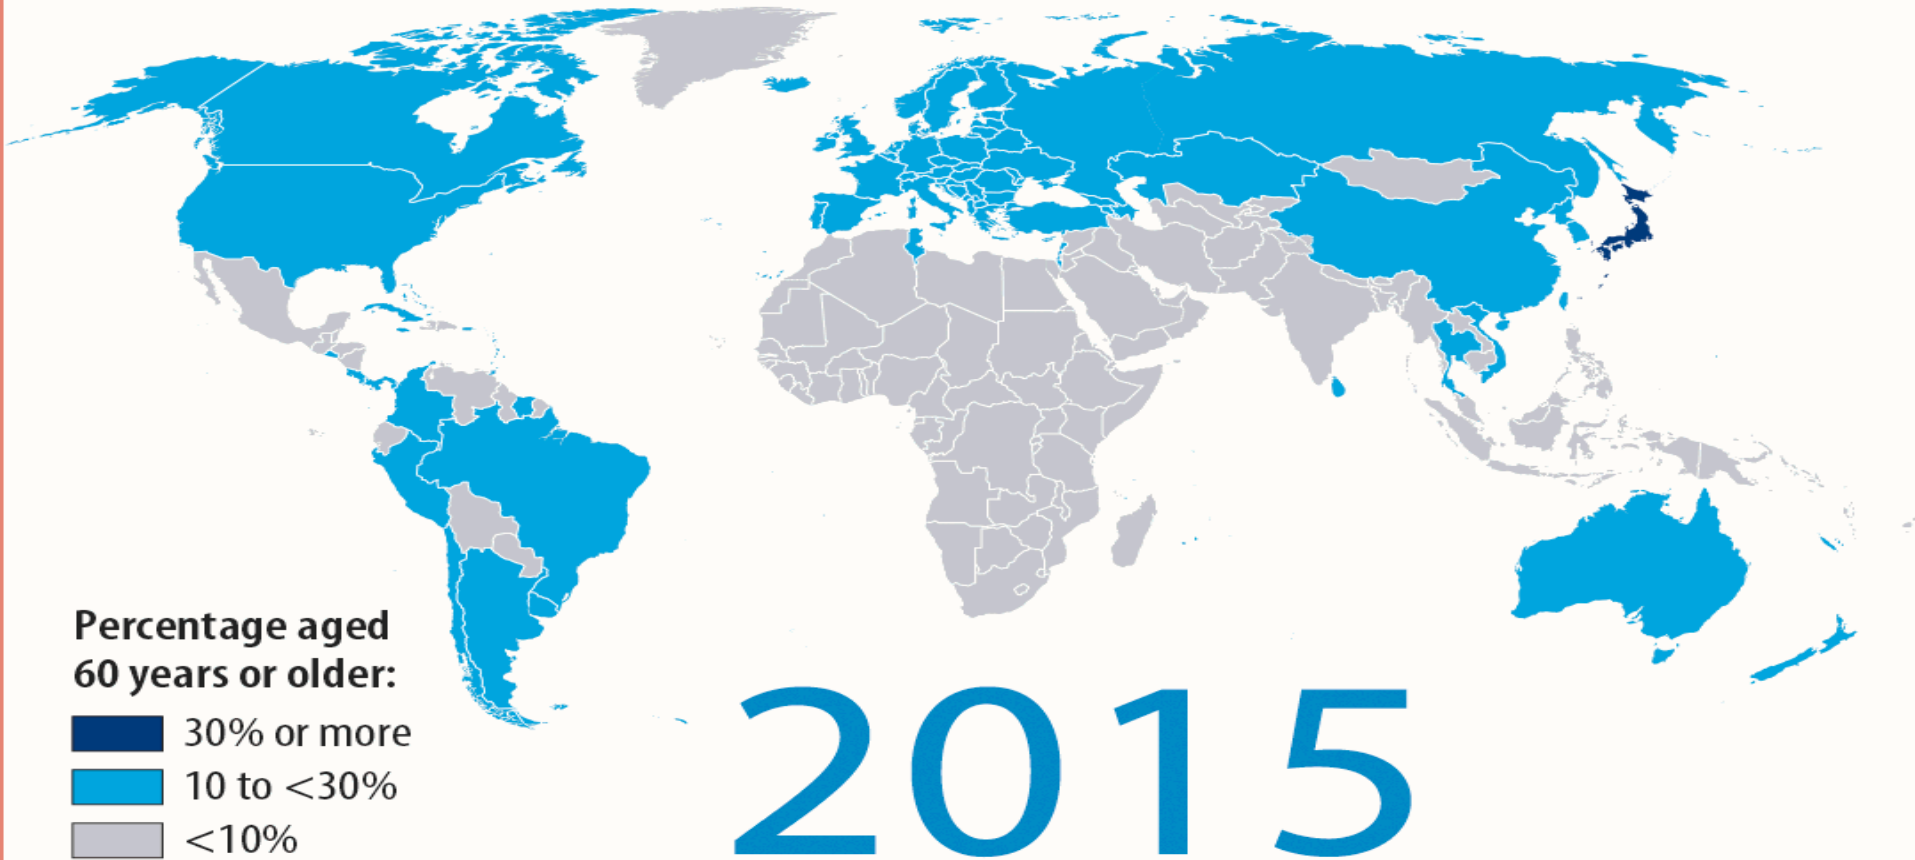 Percentage aged
60 years or older:
30% or more
10 to <30%
<10%
2015